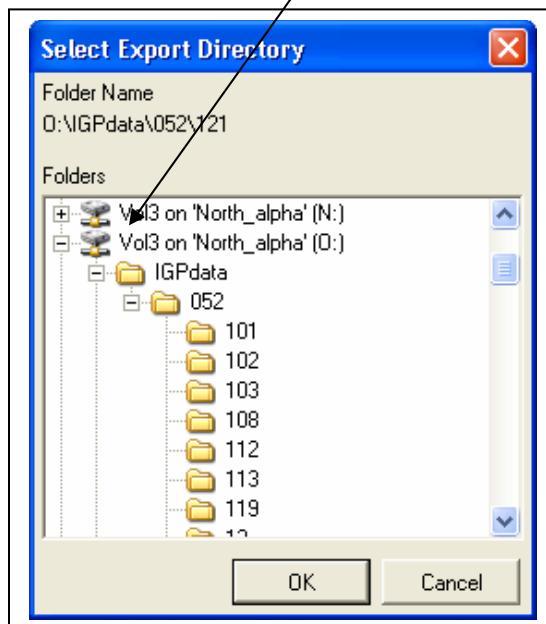 Select Export Directory
Folder Name
O:\IGPdata\052\121
Folders
Vol3 on 'North_alpha' (N:)
Vol3 on 'North_alpha' (O:)
IGPdata
052
101
102
103
108
112
113
119
OK Cancel